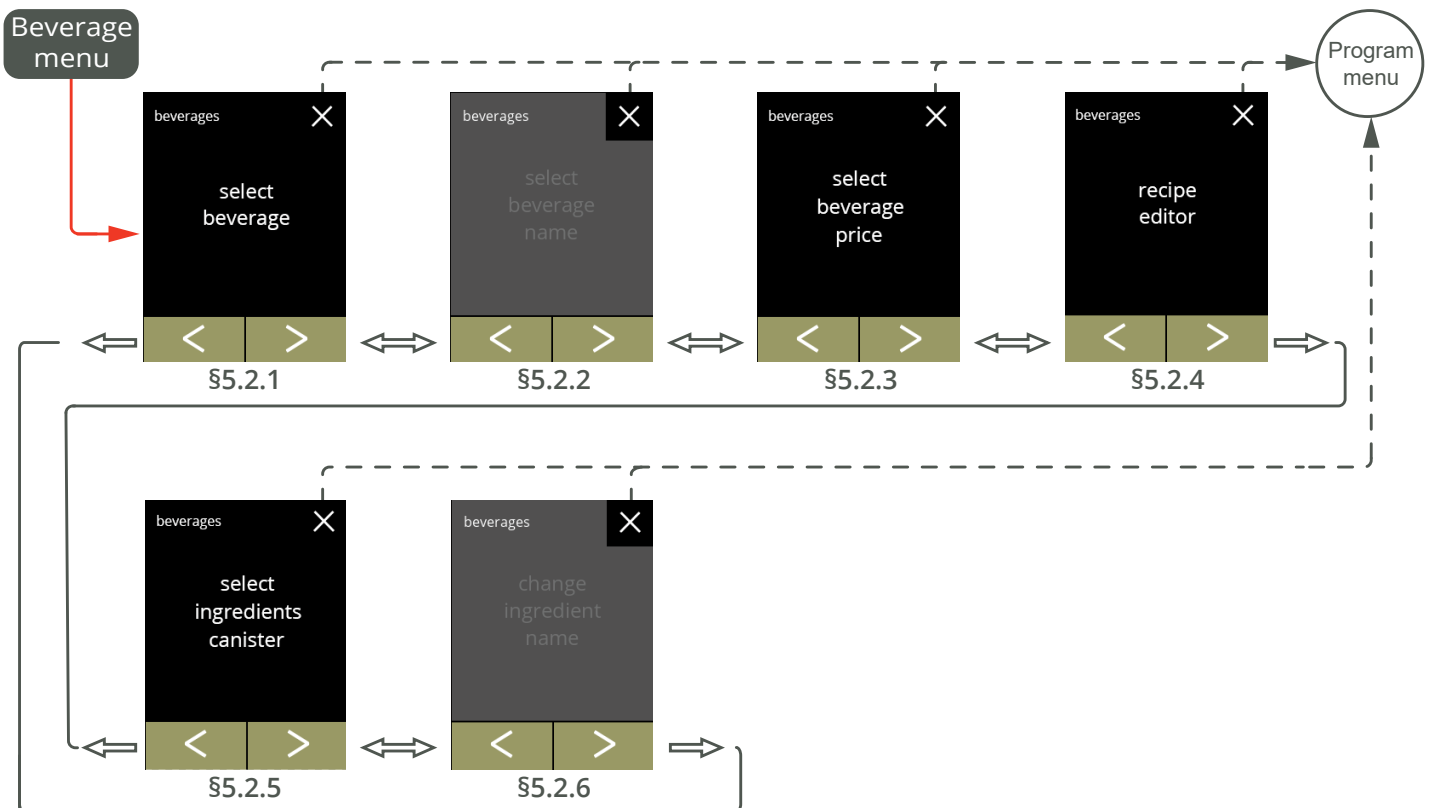 Beverage
menu
Program
menu
beverages
select
beverage
§5.2.1
beverages
select
beverage
name
§5.2.2
beverages
select
beverage
price
§5.2.3
beverages
recipe
editor
§5.2.4
beverages
select
ingredients
canister
§5.2.5
beverages
change
ingredient
name
§5.2.6